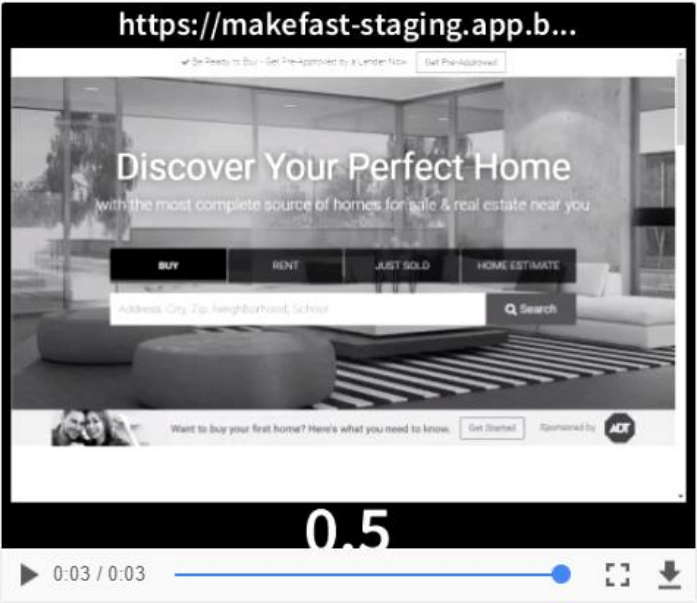 https://makefast-staging.app.b...
Be Ready to Buy - Get Pre-Approved by a Lender Now
Get Pre-Approved
Discover Your Perfect Home
with the most complete source of homes for sale & real estate near you
BUY RENT JUST SOLD HOME ESTIMATE
Address, City, Zip, Neighborhood, School
Search
Want to buy your first home? Here's what you need to know. Get Started Sponsored by ADT
0.5
0:03 / 0:03